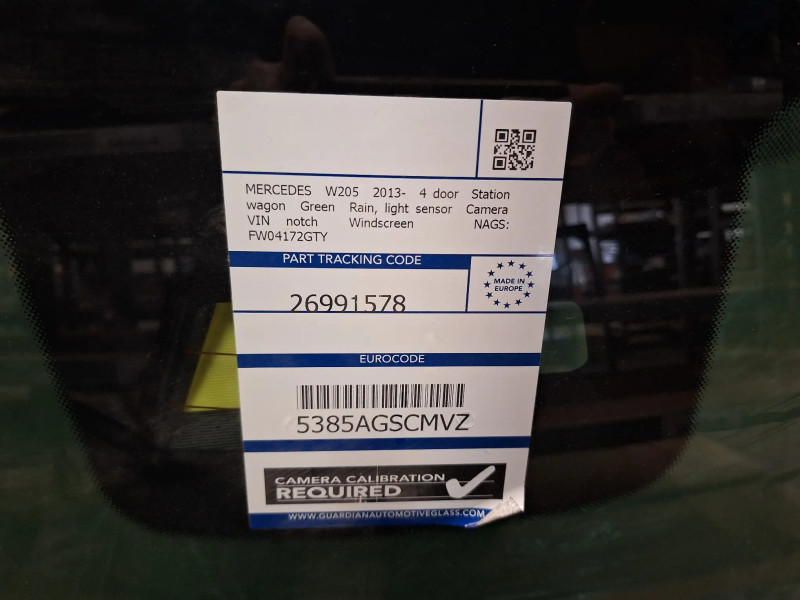 MERCEDES W205 2013- 4 door Station
wagon Green Rain, light sensor Camera
VIN notch Windscreen NAGS:
FW04172GTY
PART TRACKING CODE
MADE IN
EUROPE
26991578
EUROCODE
5385AGSCMVZ
CAMERA CALIBRATION
REQUIRED
WWW.GUARDIANAUTOMOTIVEGLASS.COM